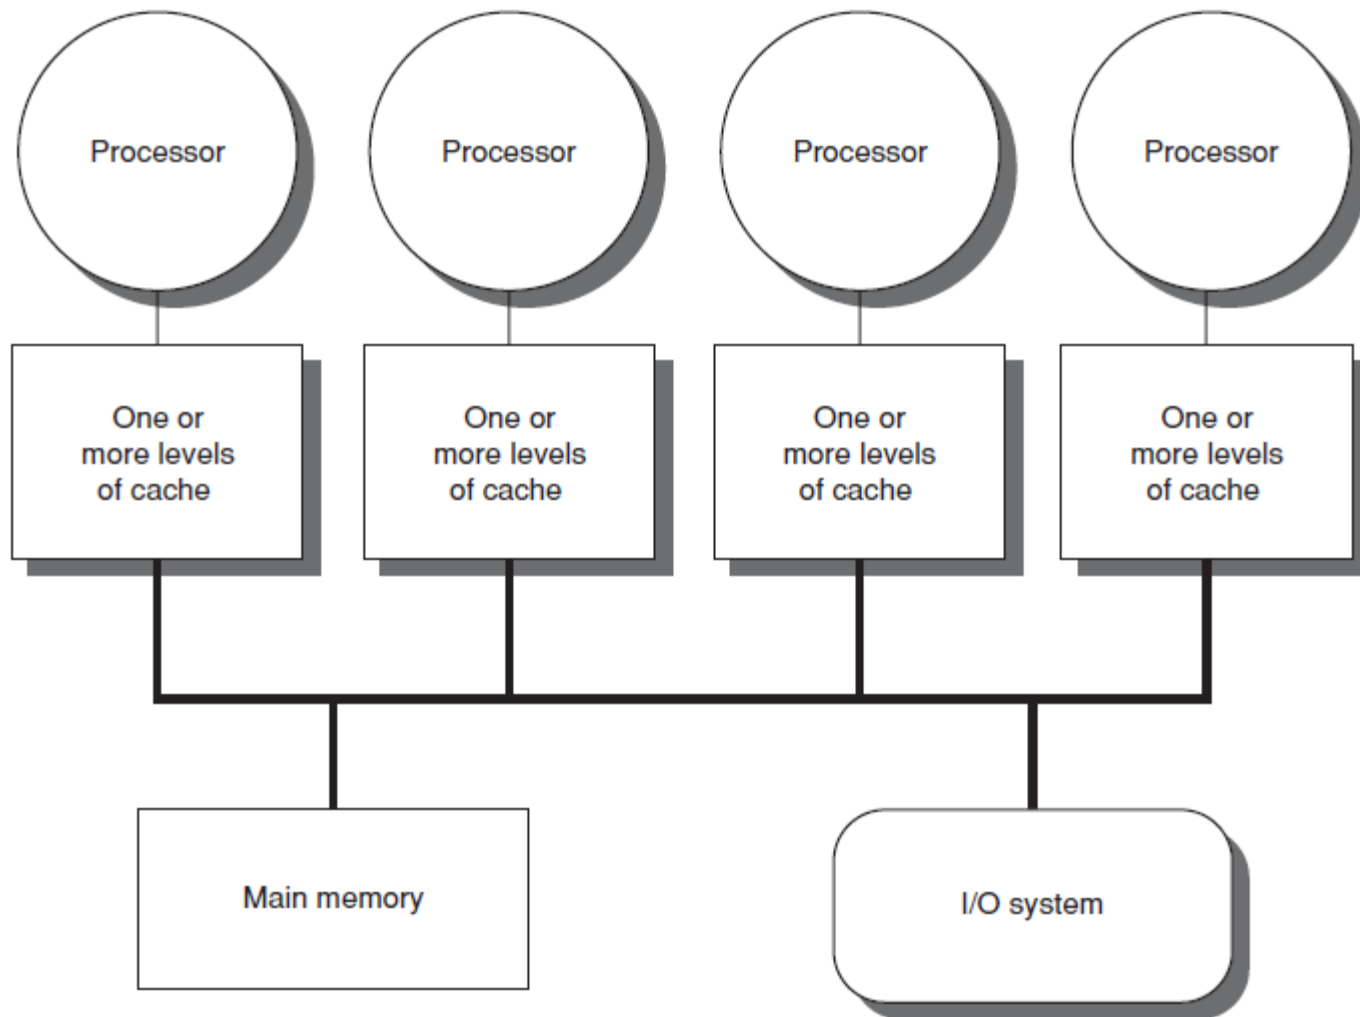 Processor
Processor
Processor
Processor
One or
more levels
of cache
One or
more levels
of cache
One or
more levels
of cache
One or
more levels
of cache
Main memory
I/O system